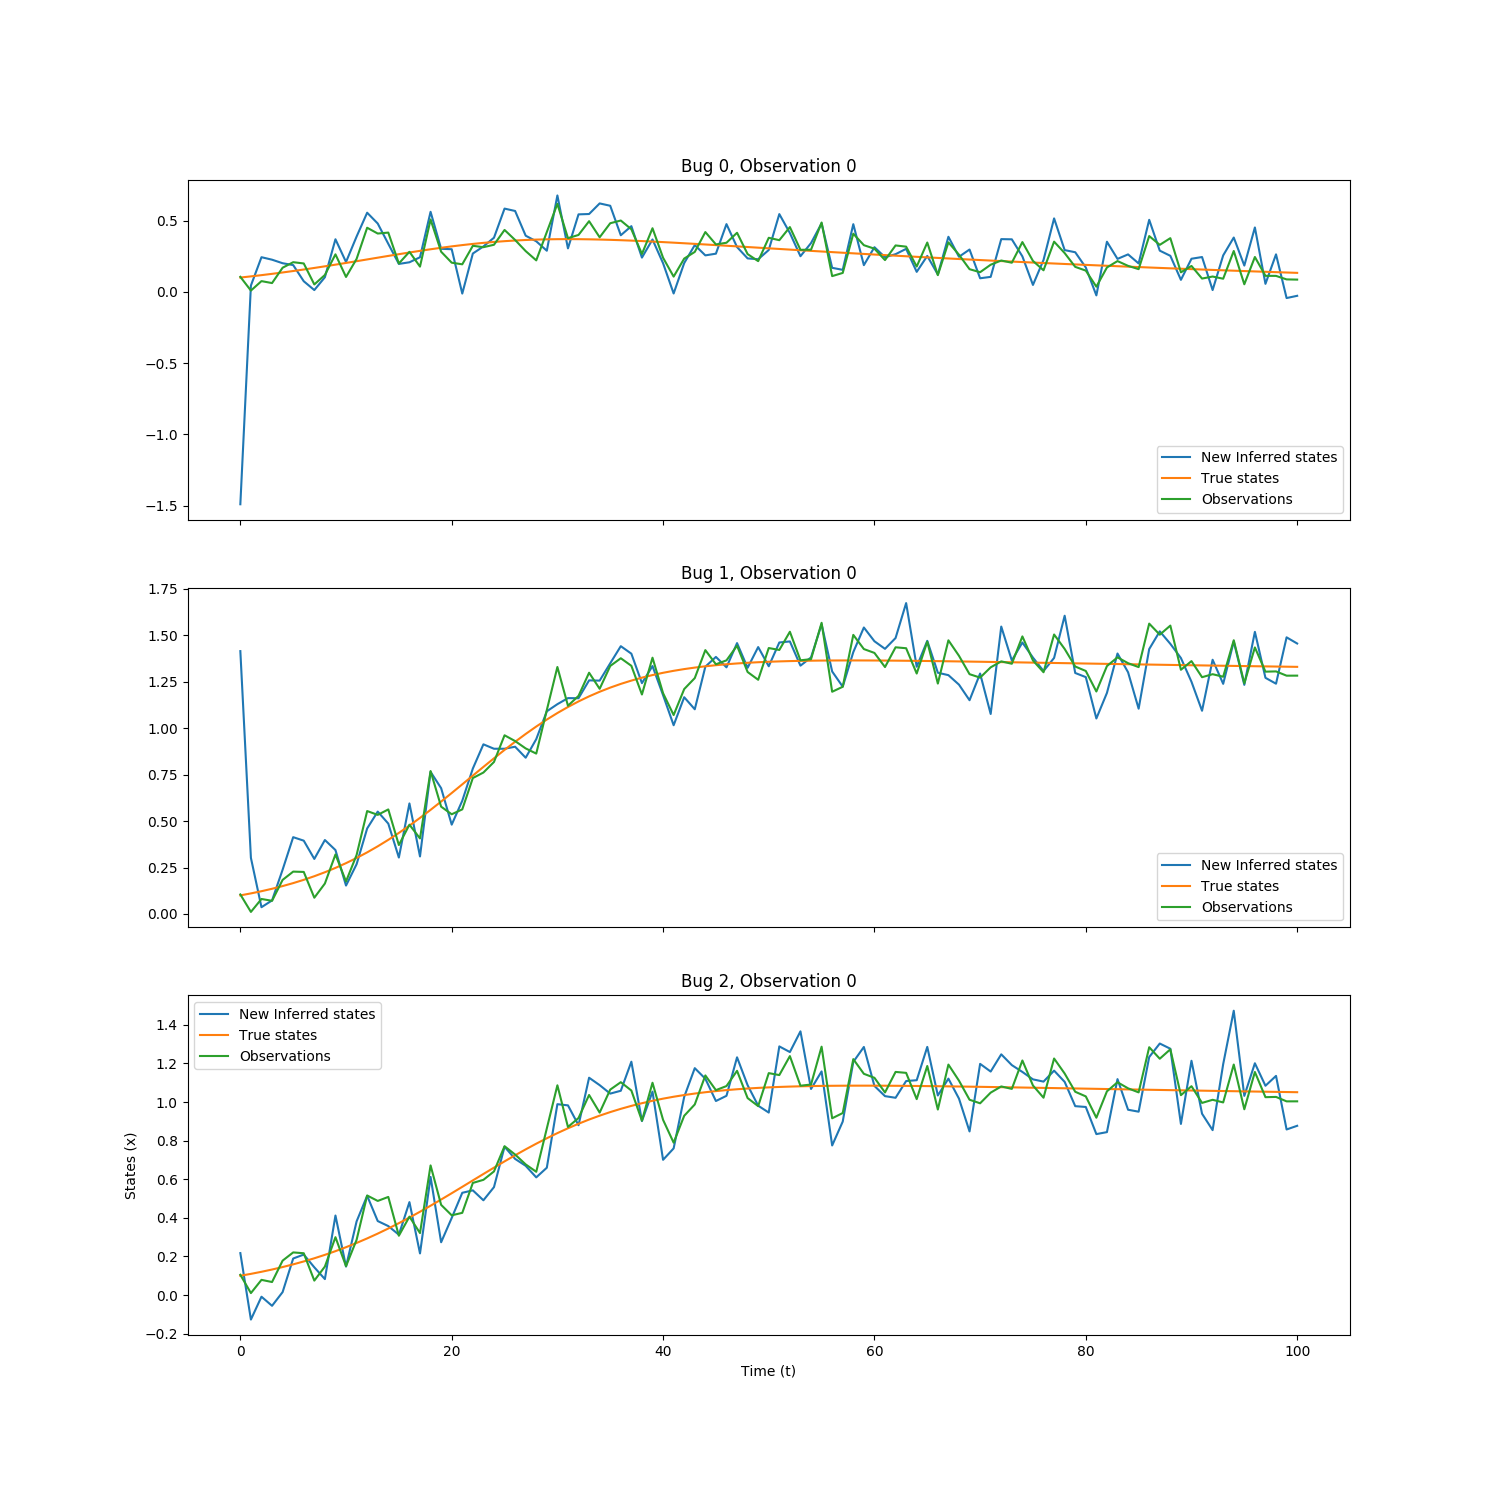 Bug 0, Observation 0
0.5
0.0
−0.5
−1.0
−1.5
New Inferred states
True states
Observations
Bug 1, Observation 0
1.75
1.50
1.25
1.00
0.75
0.50
0.25
0.00
New Inferred states
True states
Observations
Bug 2, Observation 0
New Inferred states
True states
Observations
1.4
1.2
1.0
0.8
0.6
0.4
0.2
0.0
−0.2
States (x)
0 20 40 60 80 100
Time (t)